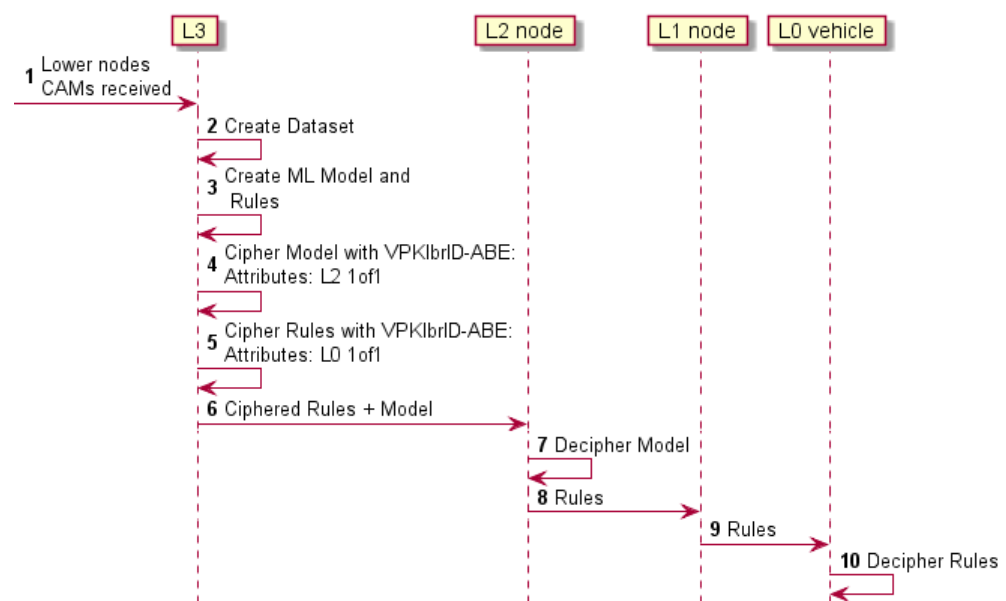 L3
L2 node
L1 node
L0 vehicle
1 Lower nodes
CAMs received
2 Create Dataset
3 Create ML Model and
Rules
4 Cipher Model with VPKIbrID-ABE:
Attributes: L2 1of1
5 Cipher Rules with VPKIbrID-ABE:
Attributes: L0 1of1
6 Ciphered Rules + Model
7 Decipher Model
8 Rules
9 Rules
10 Decipher Rules